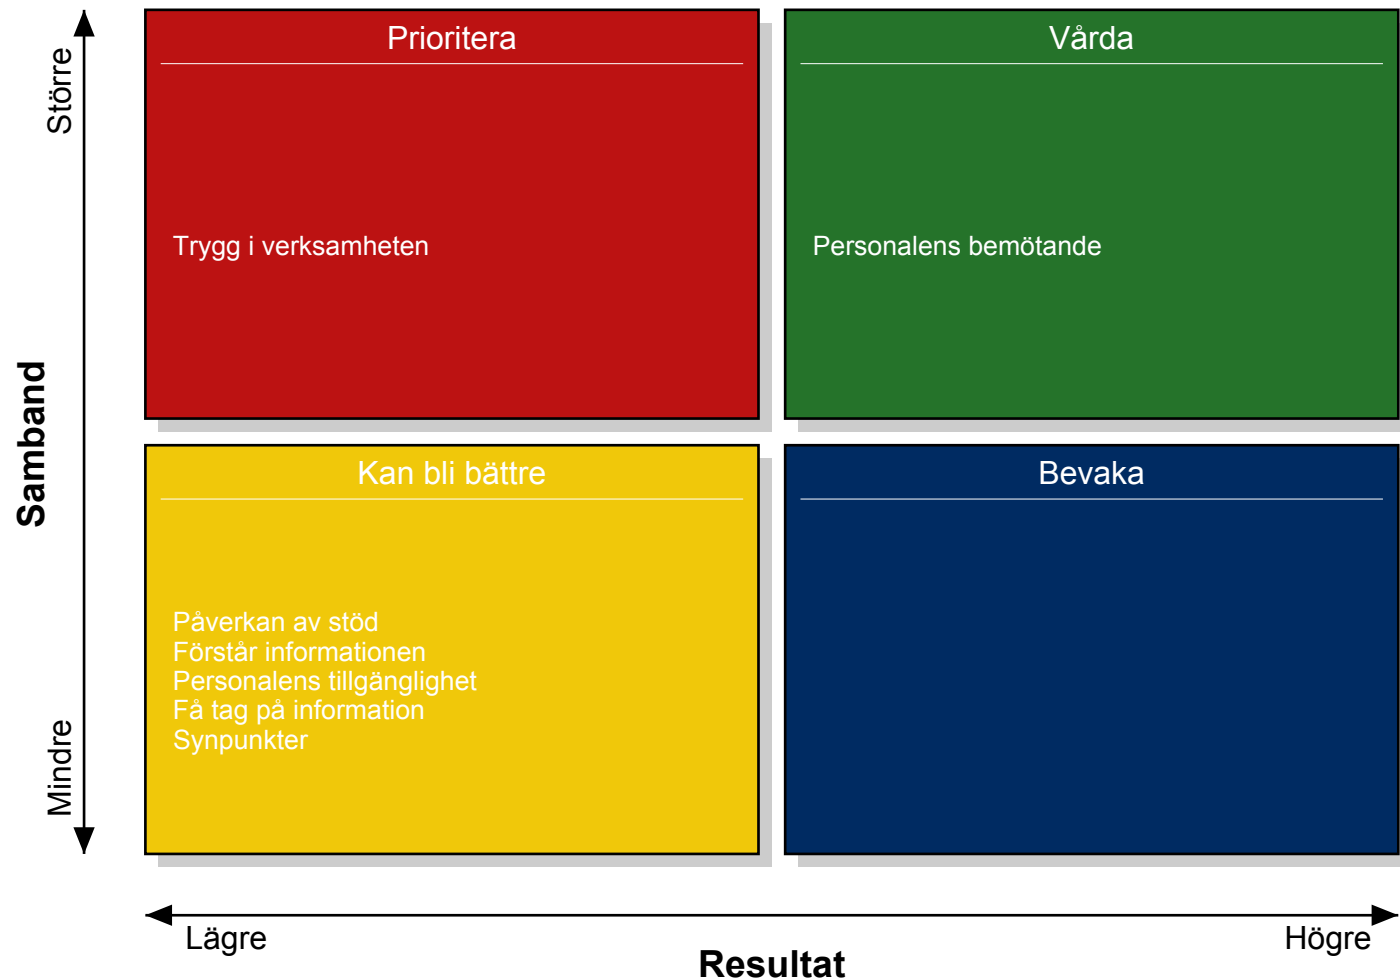 Större
Samband
Mindre
Prioritera
Trygg i verksamheten
Vårda
Personalens bemötande
Kan bli bättre
Påverkan av stöd
Förstår informationen
Personalens tillgänglighet
Få tag på information
Synpunkter
Bevaka
Lägre
Resultat
Högre